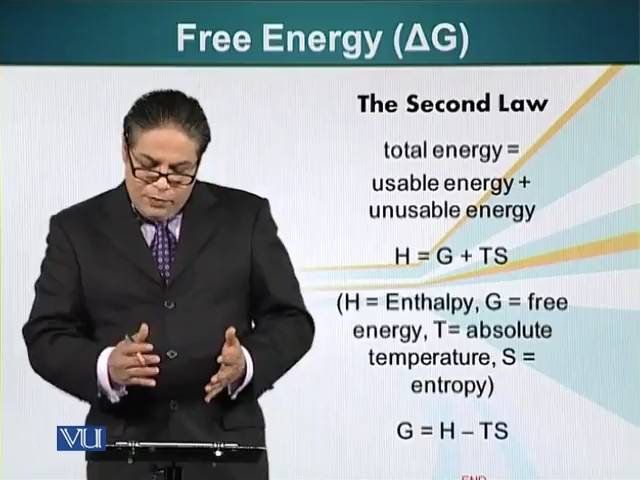 Free Energy (ΔG)
The Second Law
total energy =
usable energy +
unusable energy
H = G + TS
(H = Enthalpy, G = free
energy, T= absolute
temperature, S =
entropy)
G = H – TS
VU
END